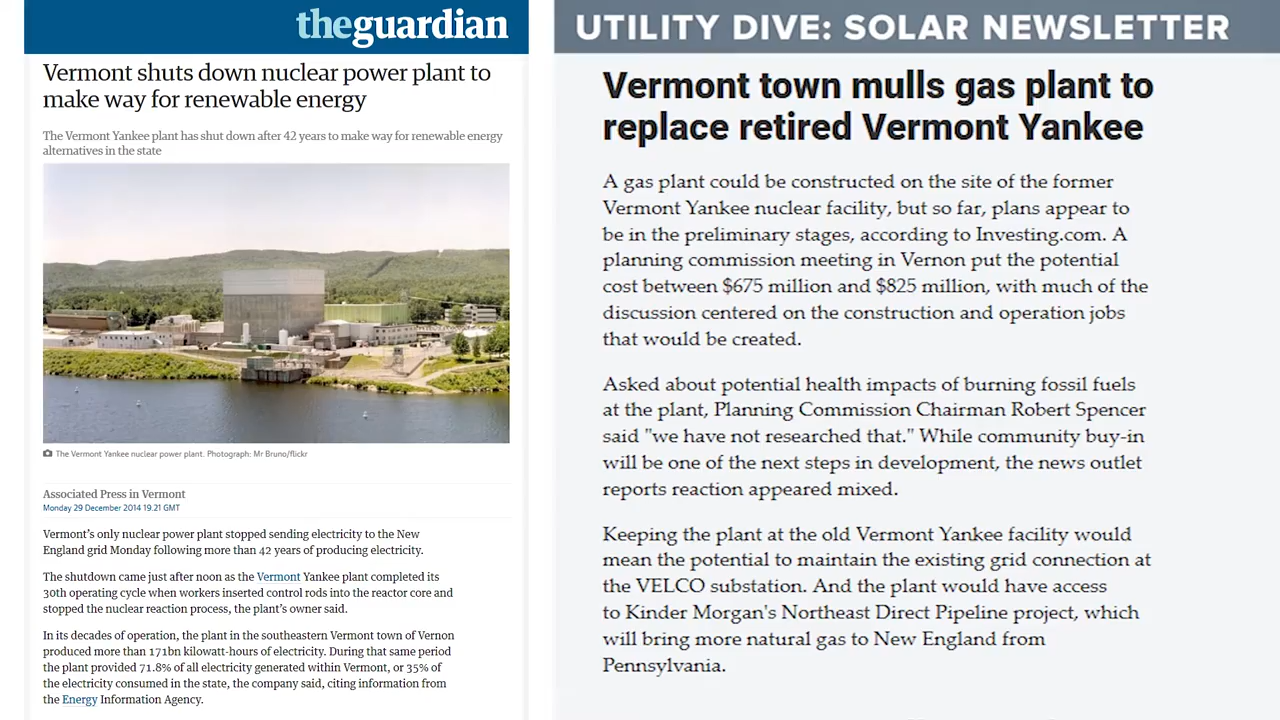 theguardian
Vermont shuts down nuclear power plant to
make way for renewable energy
The Vermont Yankee plant has shut down after 42 years to make way for renewable energy
alternatives in the state
The Vermont Yankee nuclear power plant. Photograph: Mr Bruno/flickr
Associated Press in Vermont
Monday 29 December 2014 19.21 GMT
Vermont's only nuclear power plant stopped sending electricity to the New
England grid Monday following more than 42 years of producing electricity.
The shutdown came just after noon as the Vermont Yankee plant completed its
30th operating cycle when workers inserted control rods into the reactor core and
stopped the nuclear reaction process, the plant's owner said.
In its decades of operation, the plant in the southeastern Vermont town of Vernon
produced more than 171bn kilowatt-hours of electricity. During that same period
the plant provided 71.8% of all electricity generated within Vermont, or 35% of
the electricity consumed in the state, the company said, citing information from
the Energy Information Agency.
UTILITY DIVE: SOLAR NEWSLETTER
Vermont town mulls gas plant to
replace retired Vermont Yankee
A gas plant could be constructed on the site of the former
Vermont Yankee nuclear facility, but so far, plans appear to
be in the preliminary stages, according to Investing.com. A
planning commission meeting in Vernon put the potential
cost between $675 million and $825 million, with much of the
discussion centered on the construction and operation jobs
that would be created.
Asked about potential health impacts of burning fossil fuels
at the plant, Planning Commission Chairman Robert Spencer
said "we have not researched that." While community buy-in
will be one of the next steps in development, the news outlet
reports reaction appeared mixed.
Keeping the plant at the old Vermont Yankee facility would
mean the potential to maintain the existing grid connection at
the VELCO substation. And the plant would have access
to Kinder Morgan's Northeast Direct Pipeline project, which
will bring more natural gas to New England from
Pennsylvania.